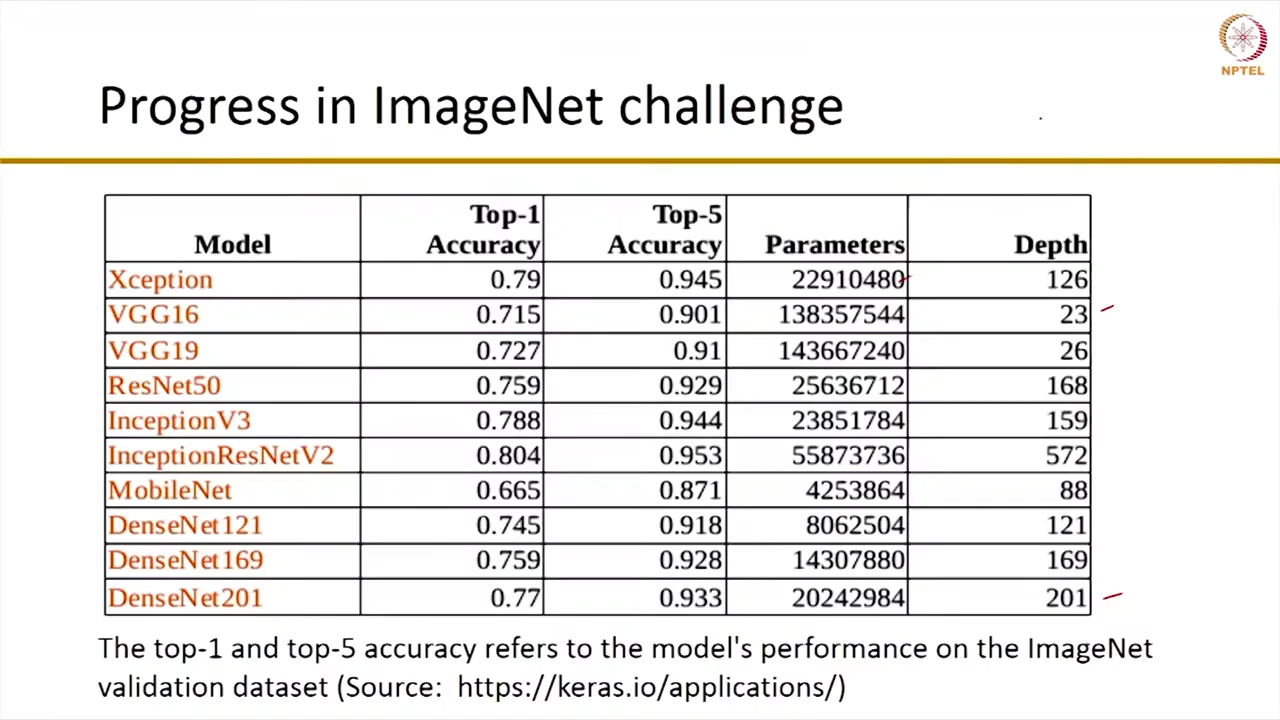 NPTEL
Progress in ImageNet challenge
Model Top-1 Accuracy Top-5 Accuracy Parameters Depth
Xception 0.79 0.945 22910480 126
VGG16 0.715 0.901 138357544 23
VGG19 0.727 0.91 143667240 26
ResNet50 0.759 0.929 25636712 168
InceptionV3 0.788 0.944 23851784 159
InceptionResNetV2 0.804 0.953 55873736 572
MobileNet 0.665 0.871 4253864 88
DenseNet121 0.745 0.918 8062504 121
DenseNet169 0.759 0.928 14307880 169
DenseNet201 0.77 0.933 20242984 201
The top-1 and top-5 accuracy refers to the model's performance on the ImageNet
validation dataset (Source: https://keras.io/applications/)